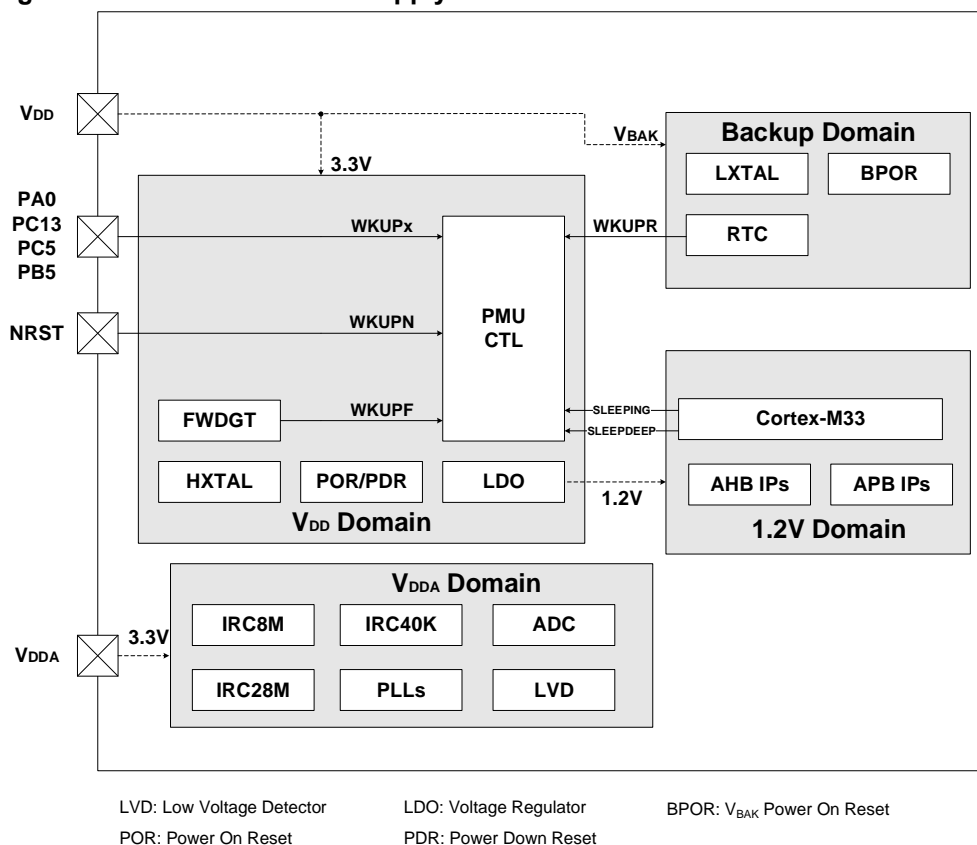 g
pply
VDD
VBAK
3.3V
Backup Domain
LXTAL
BPOR
RTC
PA0
PC13
PC5
PB5
WKUPx
WKUPR
PMU
CTL
NRST
WKUPN
FWDGT
WKUPF
SLEEPING
SLEEPDEEP
Cortex-M33
HXTAL
POR/PDR
LDO
1.2V
AHB IPs
APB IPs
VDD Domain
1.2V Domain
VDDA Domain
IRC8M
IRC40K
ADC
VDDA
3.3V
IRC28M
PLLs
LVD
LVD: Low Voltage Detector
LDO: Voltage Regulator
BPOR: VBAK Power On Reset
POR: Power On Reset
PDR: Power Down Reset